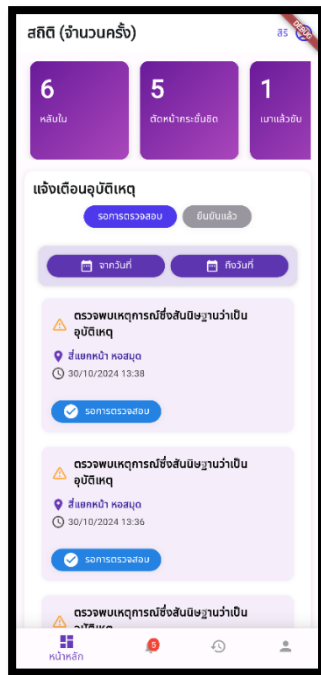 สถิติ (จำนวนครั้ง)
สิริ
DEBUG
6
หลับใน
5
ตัดหน้ากระชั้นชิด
1
เมาแล้วขับ
แจ้งเตือนอุบัติเหตุ
รอการตรวจสอบ
ยืนยันแล้ว
จากวันที่
ถึงวันที่
ตรวจพบเหตุการณ์ซึ่งสันนิษฐานว่าเป็น
อุบัติเหตุ
สี่แยกหน้า หอสมุด
30/10/2024 13:38
รอการตรวจสอบ
ตรวจพบเหตุการณ์ซึ่งสันนิษฐานว่าเป็น
อุบัติเหตุ
สี่แยกหน้า หอสมุด
30/10/2024 13:36
รอการตรวจสอบ
ตรวจพบเหตุการณ์ซึ่งสันนิษฐานว่าเป็น
อุบัติเหตุ
5
หน้าหลัก